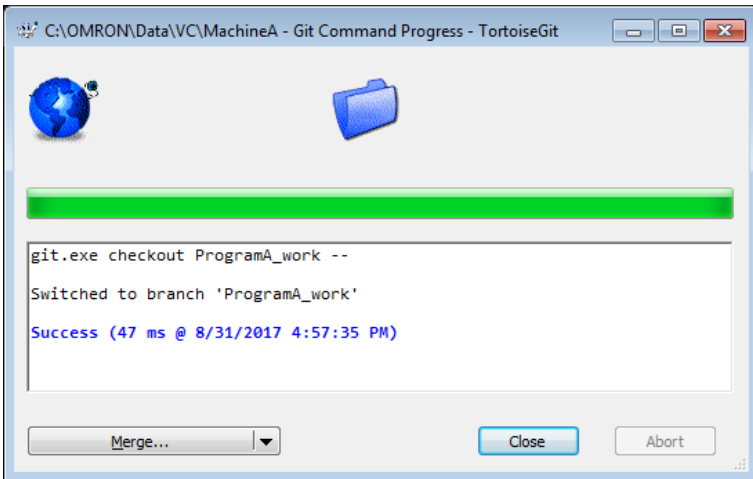 C:\OMRON\Data\VC\MachineA - Git Command Progress - TortoiseGit
git.exe checkout ProgramA_work --
Switched to branch 'ProgramA_work'
Success (47 ms @ 8/31/2017 4:57:35 PM)
Merge...
Close
Abort